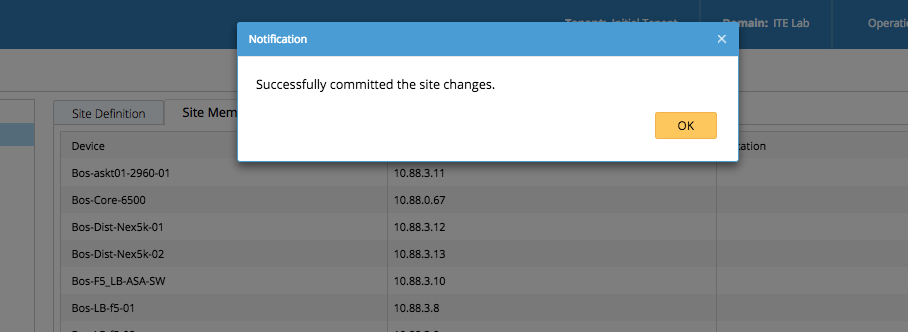 Tenant: Initial Tenant
Domain: ITE Lab
Operatio
Notification
Successfully committed the site changes.
OK
Site Definition
Site Mem
Device
cation
Bos-askt01-2960-01 10.88.3.11
Bos-Core-6500 10.88.0.67
Bos-Dist-Nex5k-01 10.88.3.12
Bos-Dist-Nex5k-02 10.88.3.13
Bos-F5_LB-ASA-SW 10.88.3.10
Bos-LB-f5-01 10.88.3.8